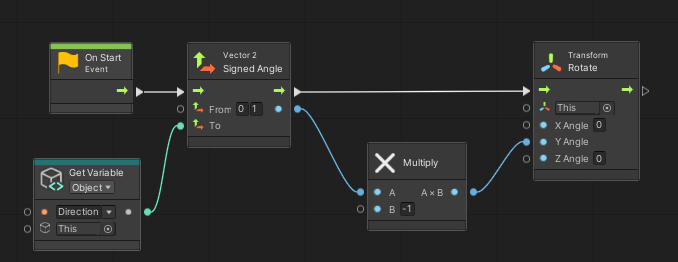 On Start
Event
Vector 2
Signed Angle
From 0 1
To
Get Variable
Object
Direction
This
Multiply
A A × B
B -1
Transform
Rotate
This
X Angle 0
Y Angle
Z Angle 0